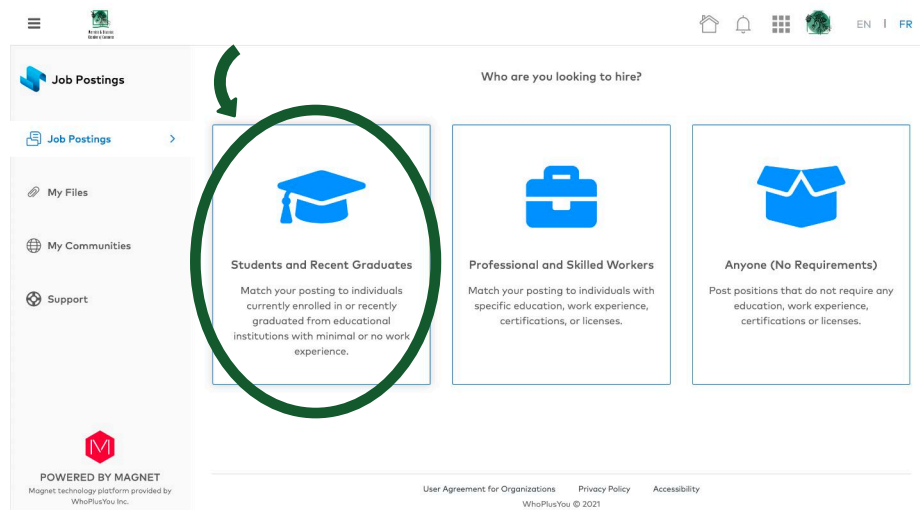 EN | FR
Job Postings
Who are you looking to hire?
Job Postings
My Files
My Communities
Support
Students and Recent Graduates
Match your posting to individuals
currently enrolled in or recently
graduated from educational
institutions with minimal or no work
experience.
Professional and Skilled Workers
Match your posting to individuals with
specific education, work experience,
certifications, or licenses.
Anyone (No Requirements)
Post positions that do not require any
education, work experience,
certifications or licenses.
POWERED BY MAGNET
Magnet technology platform provided by
WhoPlusYou Inc.
User Agreement for Organizations Privacy Policy Accessibility
WhoPlusYou © 2021